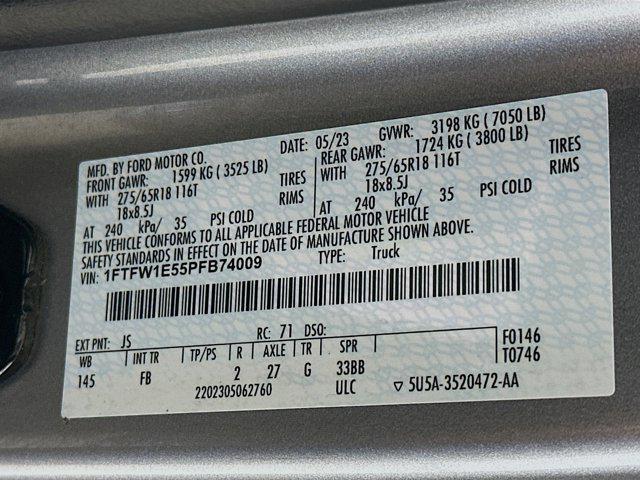 MFD. BY FORD MOTOR CO. DATE: 05/23 GVWR: 3198 KG ( 7050 LB)
FRONT GAWR: 1599 KG ( 3525 LB) REAR GAWR: 1724 KG ( 3800 LB)
WITH 275/65R18 116T TIRES WITH 275/65R18 116T TIRES
18x8.5J RIMS 18x8.5J RIMS
AT 240 kPa/ 35 PSI COLD AT 240 kPa/ 35 PSI COLD
THIS VEHICLE CONFORMS TO ALL APPLICABLE FEDERAL MOTOR VEHICLE
SAFETY STANDARDS IN EFFECT ON THE DATE OF MANUFACTURE SHOWN ABOVE.
VIN: 1FTFW1E55PFB74009 TYPE: Truck
EXT PNT: JS RC: 71 DSO:
WB INT TR TP/PS R AXLE TR SPR F0146
145 FB 2 27 G 33BB T0746
2202305062760 ULC ▽ 5U5A-3520472-AA